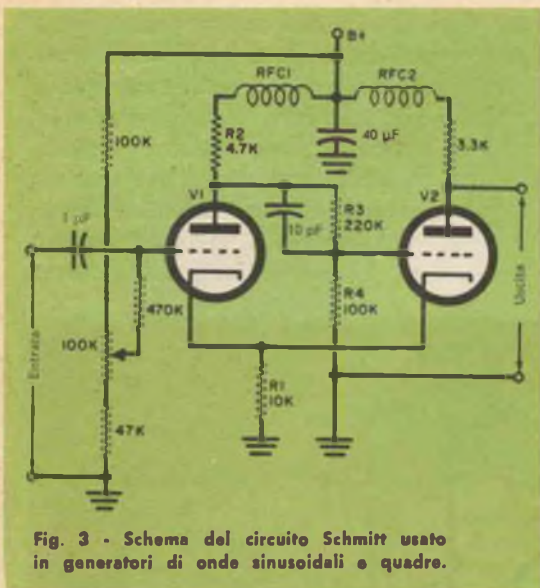 B+
RFC1
RFC2
100K
R2
4.7K
40 µF
3.3K
V1
V2
1 µF
10 pF
R3
220K
470K
R4
100K
Entrata
Uscita
100K
R1
10K
47K
Fig. 3 - Schema del circuito Schmitt usato
in generatori di onde sinusoidali e quadre.